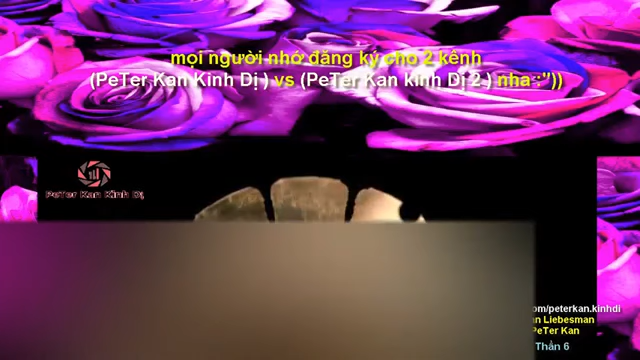 mọi người nhớ đăng ký cho 2 kênh
(PeTer Kan Kinh Dị ) vs (PeTer Kan kinh Dị 2 ) nha :"))
PeTer Kan Kinh Dị
om/peterkan.kinhdi
un Liebesman
PeTer Kan
Thần 6